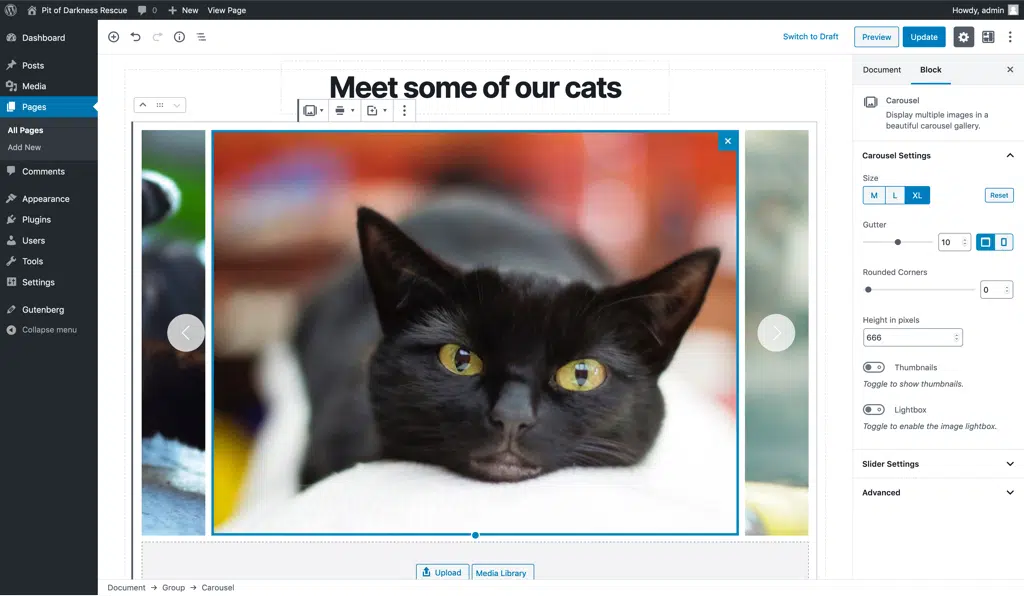 Pit of Darkness Rescue 0 New View Page Howdy, admin
Dashboard
Posts
Media
Pages
All Pages
Add New
Comments
Appearance
Plugins
Users
Tools
Settings
Gutenberg
Collapse menu
Switch to Draft Preview Update
Meet some of our cats
Upload Media Library
Document → Group → Carousel
Document Block
Carousel
Display multiple images in a
beautiful carousel gallery.
Carousel Settings
Size
M L XL Reset
Gutter
10
Rounded Corners
0
Height in pixels
666
Thumbnails
Toggle to show thumbnails.
Lightbox
Toggle to enable the image lightbox.
Slider Settings
Advanced